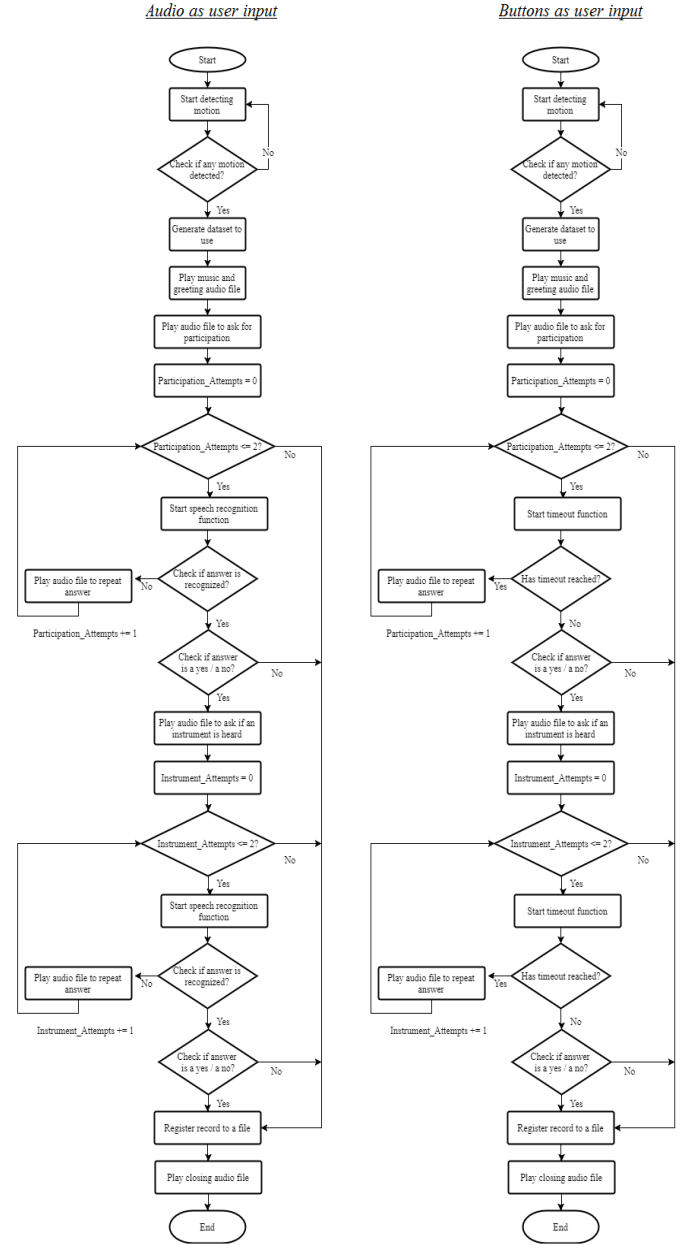 Audio as user input
Start
Start detecting
motion
No
Check if any motion
detected?
Yes
Generate dataset to
use
Play music and
greeting audio file
Play audio file to ask for
participation
Participation_Attempts = 0
Participation_Attempts <= 2?
No
Yes
Start speech recognition
function
Check if answer is
recognized?
No
Play audio file to repeat
answer
Participation_Attempts += 1
Yes
Check if answer
is a yes / a no?
No
Yes
Play audio file to ask if an
instrument is heard
Instrument_Attempts = 0
Instrument_Attempts <= 2?
No
Yes
Start speech recognition
function
Check if answer is
recognized?
No
Play audio file to repeat
answer
Instrument_Attempts += 1
Yes
Check if answer
is a yes / a no?
No
Yes
Register record to a file
Play closing audio file
End
Buttons as user input
Start
Start detecting
motion
No
Check if any motion
detected?
Yes
Generate dataset to
use
Play music and
greeting audio file
Play audio file to ask for
participation
Participation_Attempts = 0
Participation_Attempts <= 2?
No
Yes
Start timeout function
Has timeout reached?
Yes
Play audio file to repeat
answer
Participation_Attempts += 1
No
Check if answer
is a yes / a no?
No
Yes
Play audio file to ask if an
instrument is heard
Instrument_Attempts = 0
Instrument_Attempts <= 2?
No
Yes
Start timeout function
Has timeout reached?
Yes
Play audio file to repeat
answer
Instrument_Attempts += 1
No
Check if answer
is a yes / a no?
No
Yes
Register record to a file
Play closing audio file
End